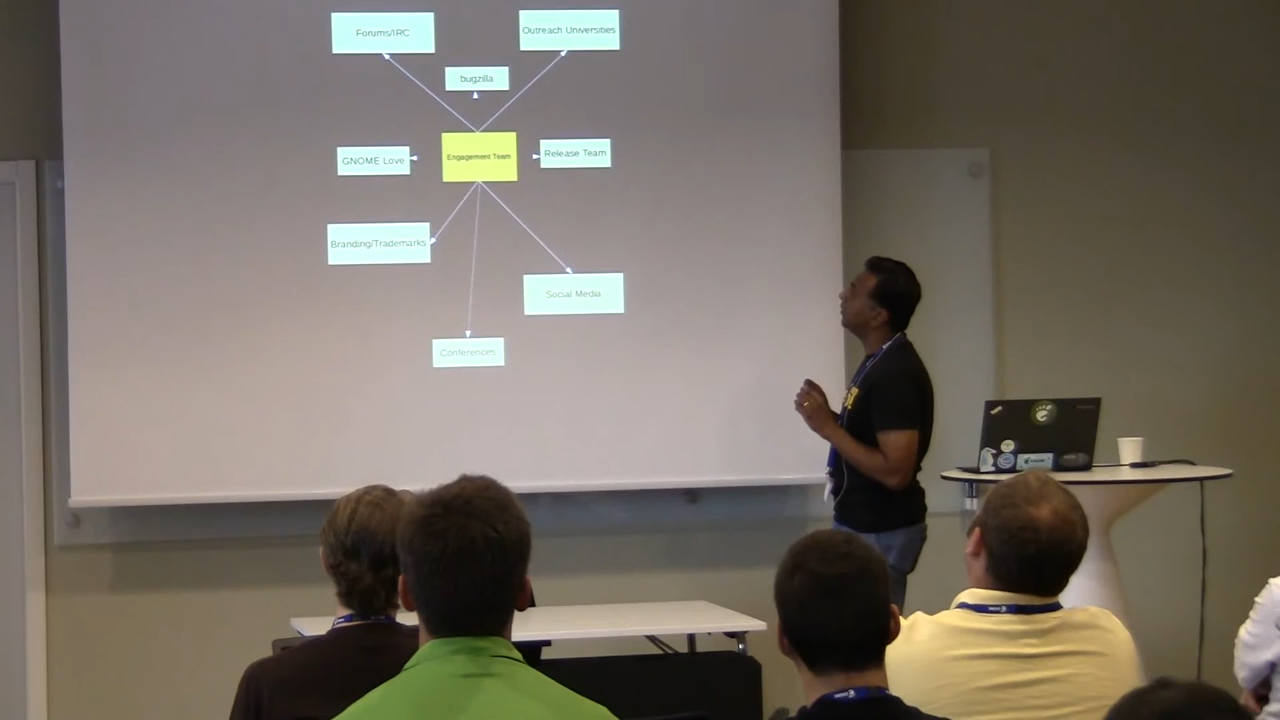 Forums/IRC
Outreach Universities
bugzilla
Engagement Team
GNOME Love
Release Team
Branding/Trademarks
Social Media
Conferences